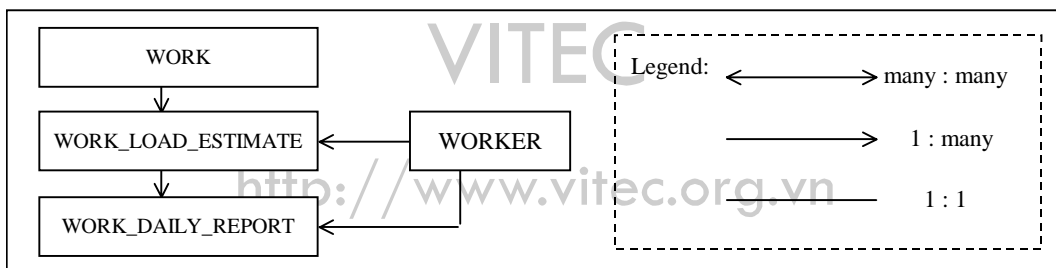 VITEC
WORK
Legend:
many : many
WORK_LOAD_ESTIMATE
WORKER
1 : many
http://www.vitec.org.vn
1 : 1
WORK_DAILY_REPORT